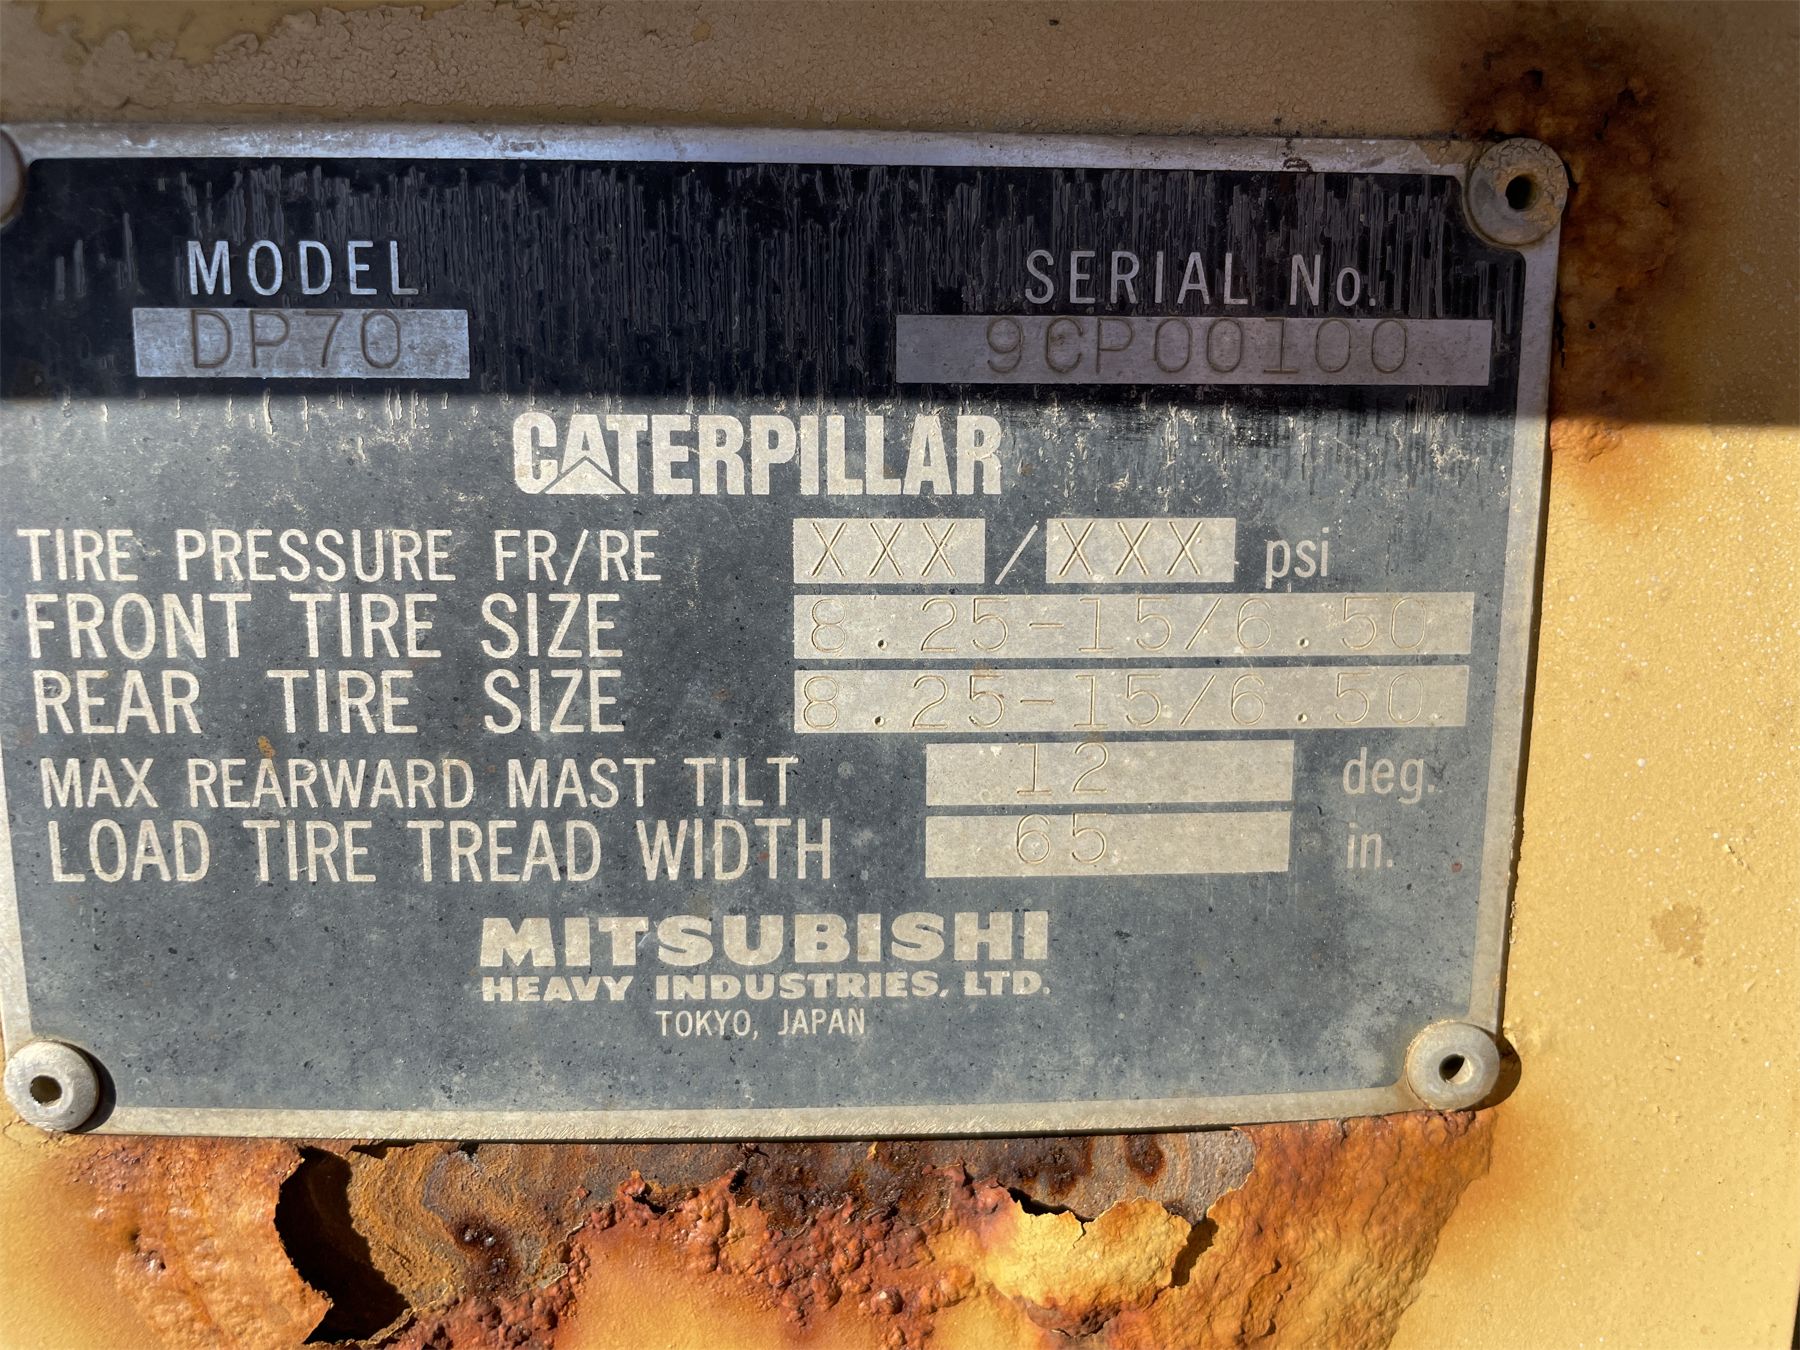 MODEL SERIAL No.
DP70 9CP00100
CATERPILLAR
TIRE PRESSURE FR/RE XXX / XXX psi
FRONT TIRE SIZE 8.25-15/6.50
REAR TIRE SIZE 8.25-15/6.50
MAX REARWARD MAST TILT 12 deg.
LOAD TIRE TREAD WIDTH 65 in.
MITSUBISHI
HEAVY INDUSTRIES, LTD.
TOKYO, JAPAN